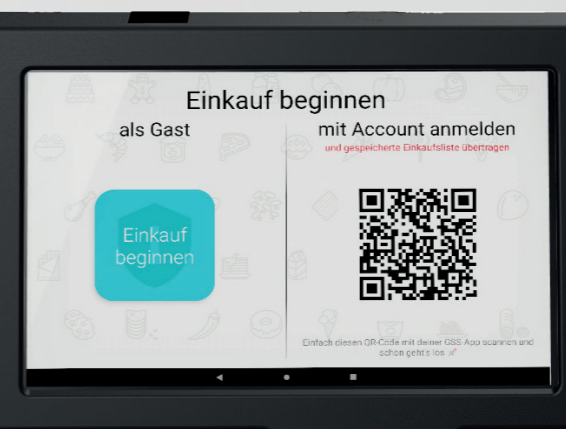 Einkauf beginnen
als Gast
Einkauf
beginnen
mit Account anmelden
und gespeicherte Einkaufsliste übertragen
Einfach diesen QR-Code mit deiner GSS-App scannen und
schon geht's los